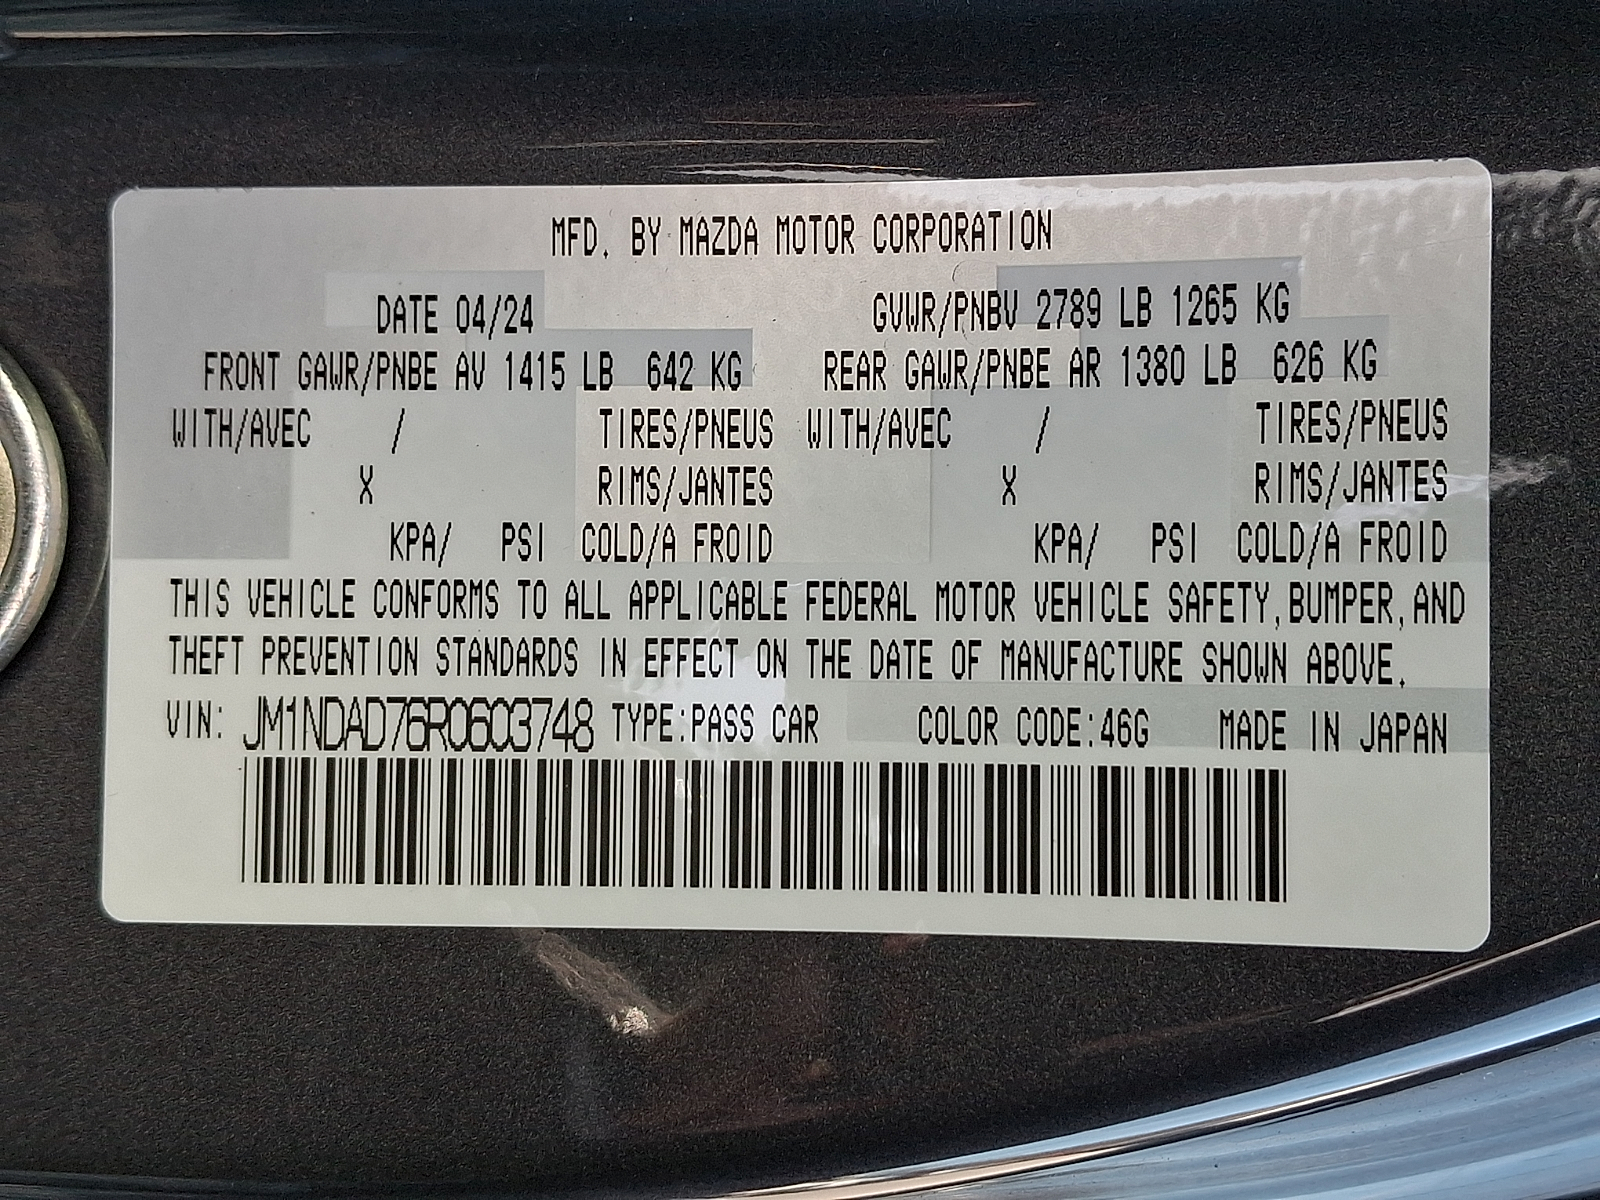 MFD. BY MAZDA MOTOR CORPORATION
DATE 04/24 GVWR/PNBV 2789 LB 1265 KG
FRONT GAWR/PNBE AV 1415 LB 642 KG REAR GAWR/PNBE AR 1380 LB 626 KG
WITH/AVEC / TIRES/PNEUS WITH/AVEC / TIRES/PNEUS
X RIMS/JANTES X RIMS/JANTES
KPA/ PSI COLD/A FROID KPA/ PSI COLD/A FROID
THIS VEHICLE CONFORMS TO ALL APPLICABLE FEDERAL MOTOR VEHICLE SAFETY, BUMPER, AND
THEFT PREVENTION STANDARDS IN EFFECT ON THE DATE OF MANUFACTURE SHOWN ABOVE.
VIN: JM1NDAD76R0603748 TYPE:PASS CAR COLOR CODE:46G MADE IN JAPAN